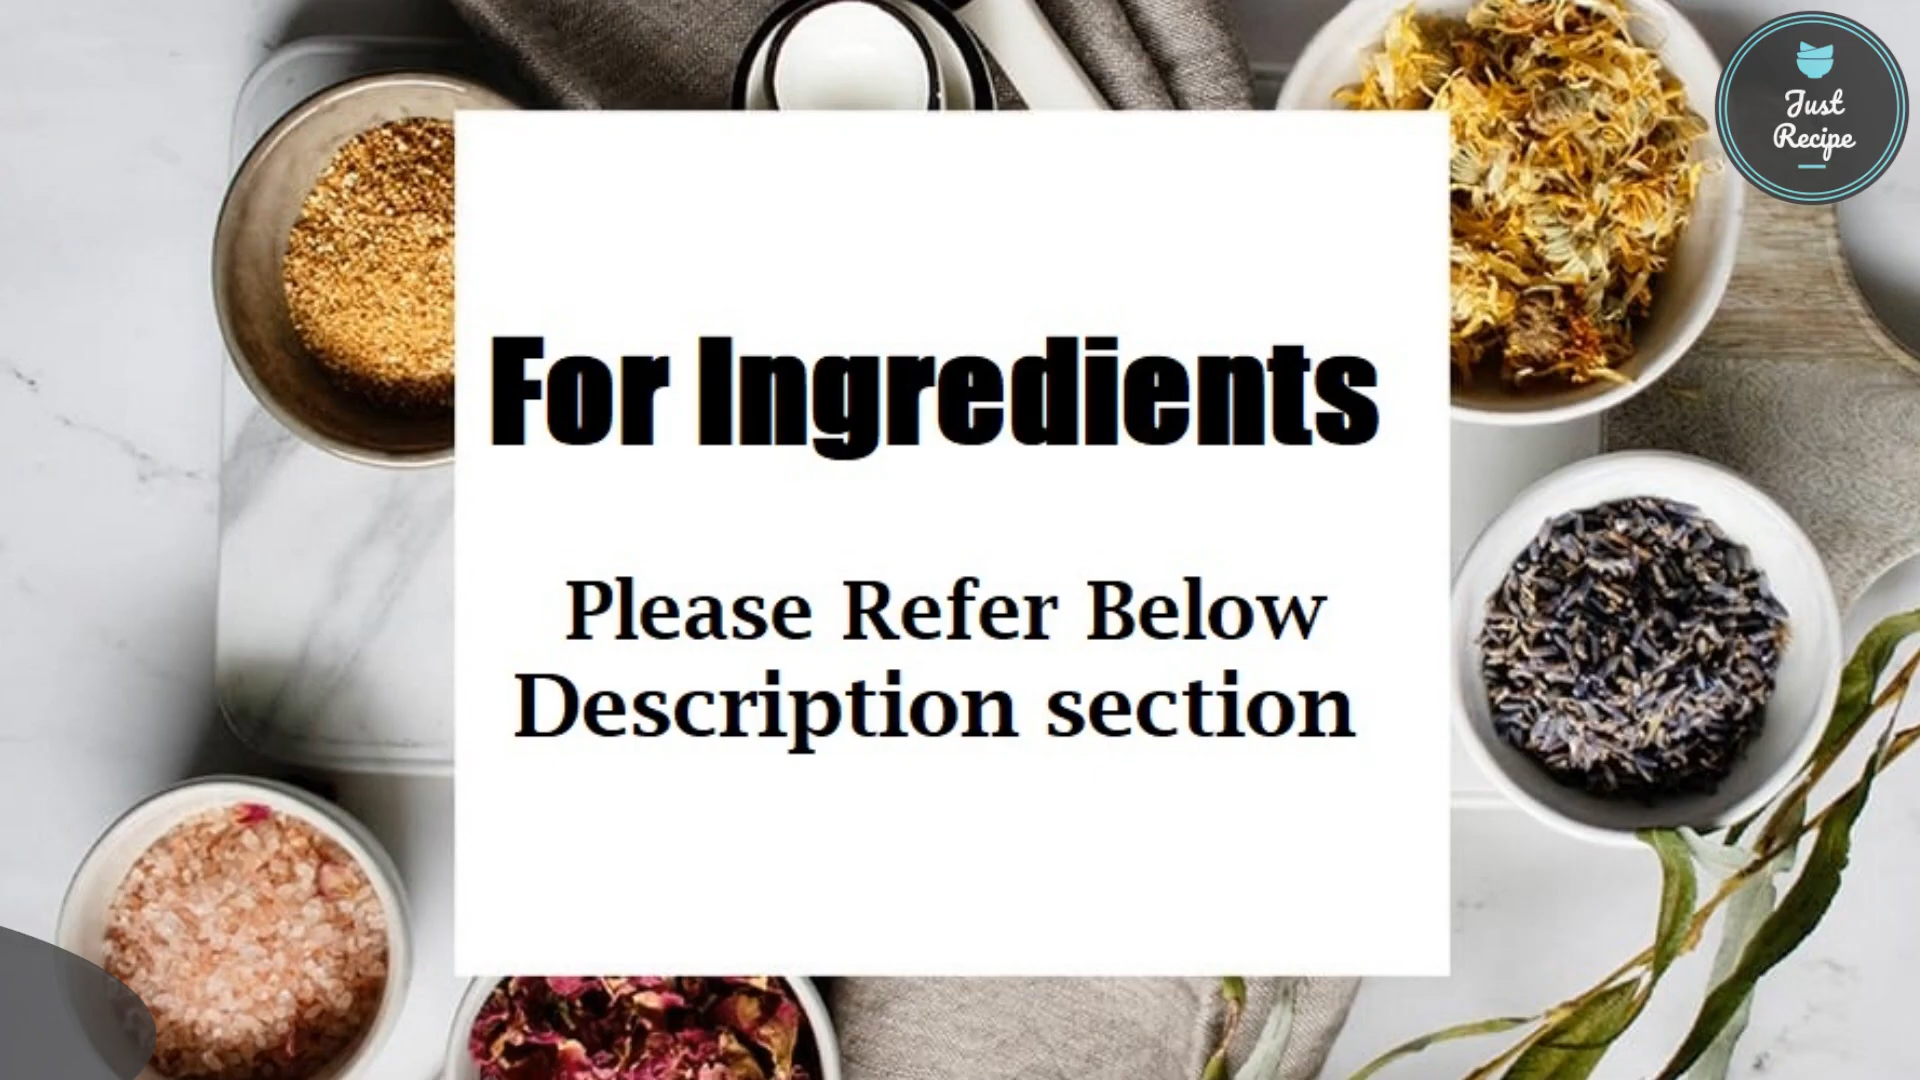 Just
Recipe
For Ingredients
Please Refer Below
Description section